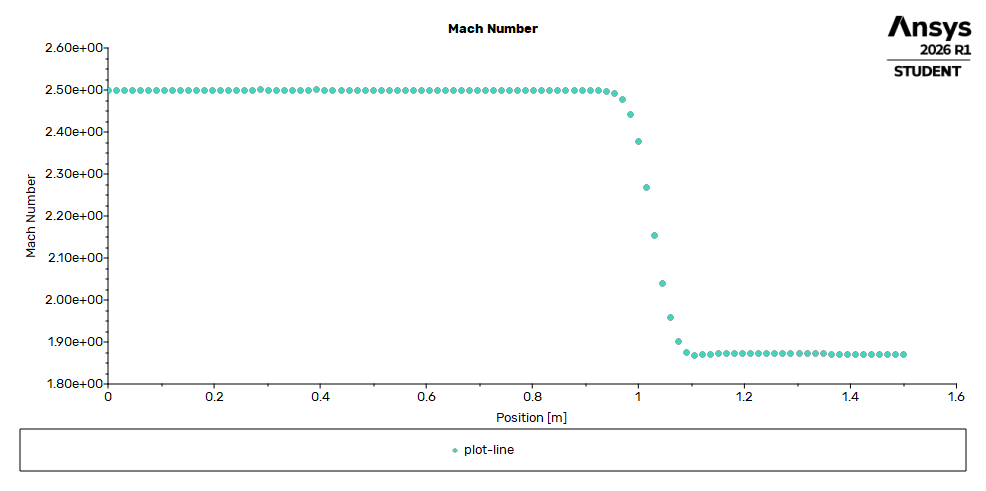 Mach Number
Ansys
2026 R1
STUDENT
Mach Number
2.60e+00
2.50e+00
2.40e+00
2.30e+00
2.20e+00
2.10e+00
2.00e+00
1.90e+00
1.80e+00
0 0.2 0.4 0.6 0.8 1 1.2 1.4 1.6
Position [m]
plot-line